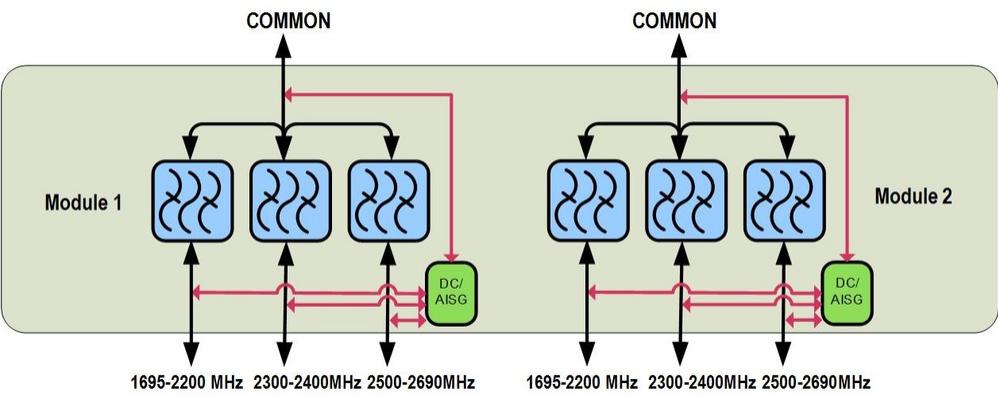 COMMON COMMON
Module 1 Module 2
DC/ DC/
AISG AISG
1695-2200 MHz 2300-2400MHz 2500-2690MHz 1695-2200 MHz 2300-2400MHz 2500-2690MHz